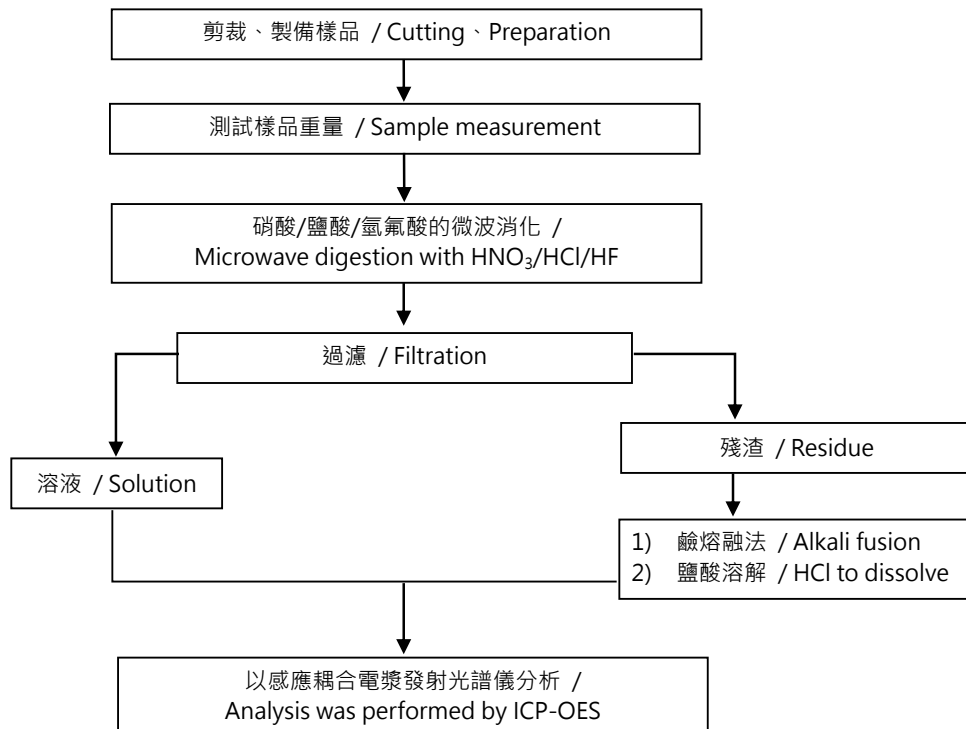 剪裁、製備樣品 / Cutting、Preparation
測試樣品重量 / Sample measurement
硝酸/鹽酸/氫氟酸的微波消化 /
Microwave digestion with HNO₃/HCl/HF
過濾 / Filtration
溶液 / Solution
殘渣 / Residue
1) 鹼熔融法 / Alkali fusion
2) 鹽酸溶解 / HCl to dissolve
以感應耦合電漿發射光譜儀分析 /
Analysis was performed by ICP-OES